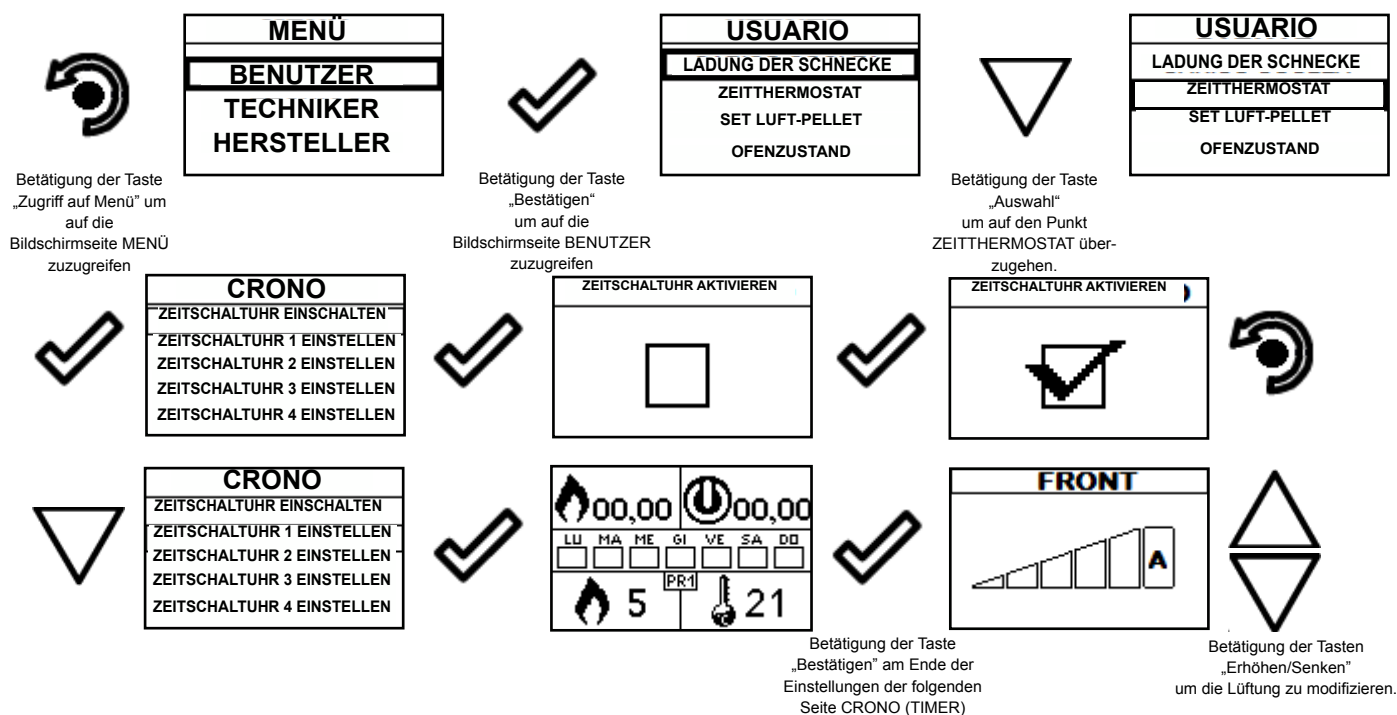 MENÜ
BENUTZER
TECHNIKER
HERSTELLER
USUARIO
LADUNG DER SCHNECKE
ZEITTHERMOSTAT
SET LUFT-PELLET
OFENZUSTAND
USUARIO
LADUNG DER SCHNECKE
ZEITTHERMOSTAT
SET LUFT-PELLET
OFENZUSTAND
Betätigung der Taste
„Zugriff auf Menü" um
auf die
Bildschirmseite MENÜ
zuzugreifen
Betätigung der Taste
„Bestätigen“
um auf die
Bildschirmseite BENUTZER
zuzugreifen
Betätigung der Taste
„Auswahl“
um auf den Punkt
ZEITTHERMOSTAT über-
zugehen.
CRONO
ZEITSCHALTUHR EINSCHALTEN
ZEITSCHALTUHR 1 EINSTELLEN
ZEITSCHALTUHR 2 EINSTELLEN
ZEITSCHALTUHR 3 EINSTELLEN
ZEITSCHALTUHR 4 EINSTELLEN
ZEITSCHALTUHR AKTIVIEREN
ZEITSCHALTUHR AKTIVIEREN
CRONO
ZEITSCHALTUHR EINSCHALTEN
ZEITSCHALTUHR 1 EINSTELLEN
ZEITSCHALTUHR 2 EINSTELLEN
ZEITSCHALTUHR 3 EINSTELLEN
ZEITSCHALTUHR 4 EINSTELLEN
00,00 00,00
LU MA ME GI VE SA DO
PR1
5 21
FRONT
A
Betätigung der Taste
„Bestätigen" am Ende der
Einstellungen der folgenden
Seite CRONO (TIMER)
Betätigung der Tasten
„Erhöhen/Senken"
um die Lüftung zu modifizieren.